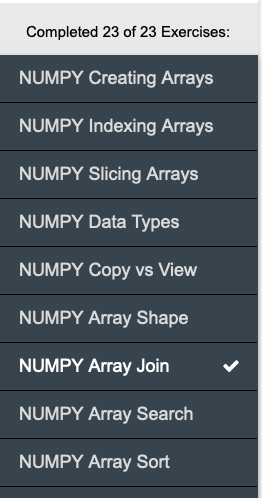 Completed 23 of 23 Exercises:
NUMPY Creating Arrays
NUMPY Indexing Arrays
NUMPY Slicing Arrays
NUMPY Data Types
NUMPY Copy vs View
NUMPY Array Shape
NUMPY Array Join
NUMPY Array Search
NUMPY Array Sort